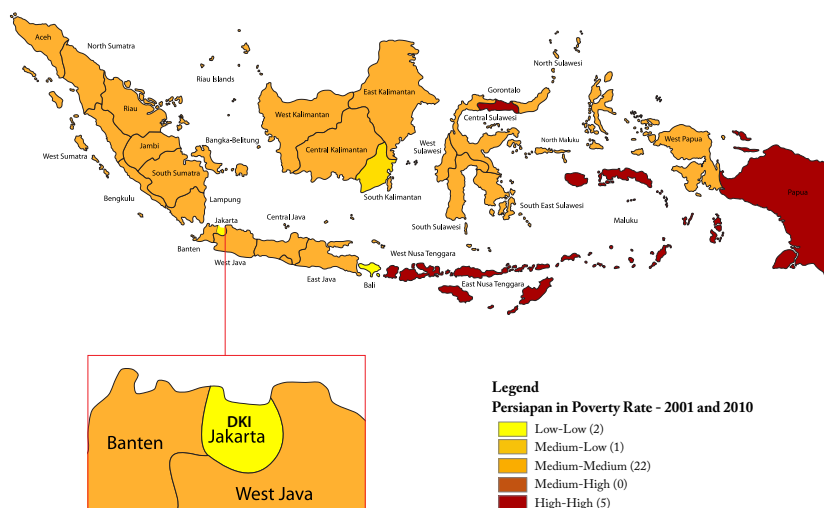 Aceh
North Sumatra
Riau Islands
Riau
West Sumatra
Jambi
Bangka-Belitung
South Sumatra
Bengkulu
Lampung
Jakarta
Banten
West Java
Central Java
East Java
Bali
West Kalimantan
East Kalimantan
Central Kalimantan
South Kalimantan
North Sulawesi
Gorontalo
Central Sulawesi
West
Sulawesi
South Sulawesi
South East Sulawesi
North Maluku
Maluku
West Papua
Papua
West Nusa Tenggara
East Nusa Tenggara
DKI
Jakarta
Banten
West Java
Legend
Persiapan in Poverty Rate - 2001 and 2010
Low-Low (2)
Medium-Low (1)
Medium-Medium (22)
Medium-High (0)
High-High (5)